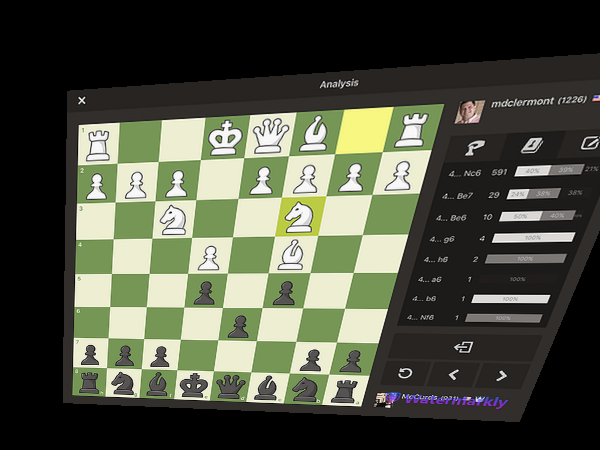 Analysis
mdclermont (1226)
4... Nc6 591 40% 39% 21%
4... Be7 29 24% 38% 38%
4... Be6 10 50% 40%
4... g6 4 100%
4... h6 2 100%
4... a6 1 100%
4... b6 1 100%
4... Nf6 1 100%
1
2
3
4
5
6
7
8
Watermarkly